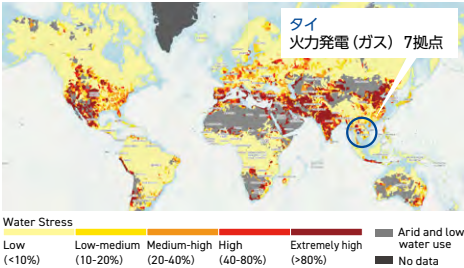 タイ
火力発電（ガス） 7拠点
Water Stress
Low
(<10%)
Low-medium
(10-20%)
Medium-high
(20-40%)
High
(40-80%)
Extremely high
(>80%)
Arid and low
water use
No data